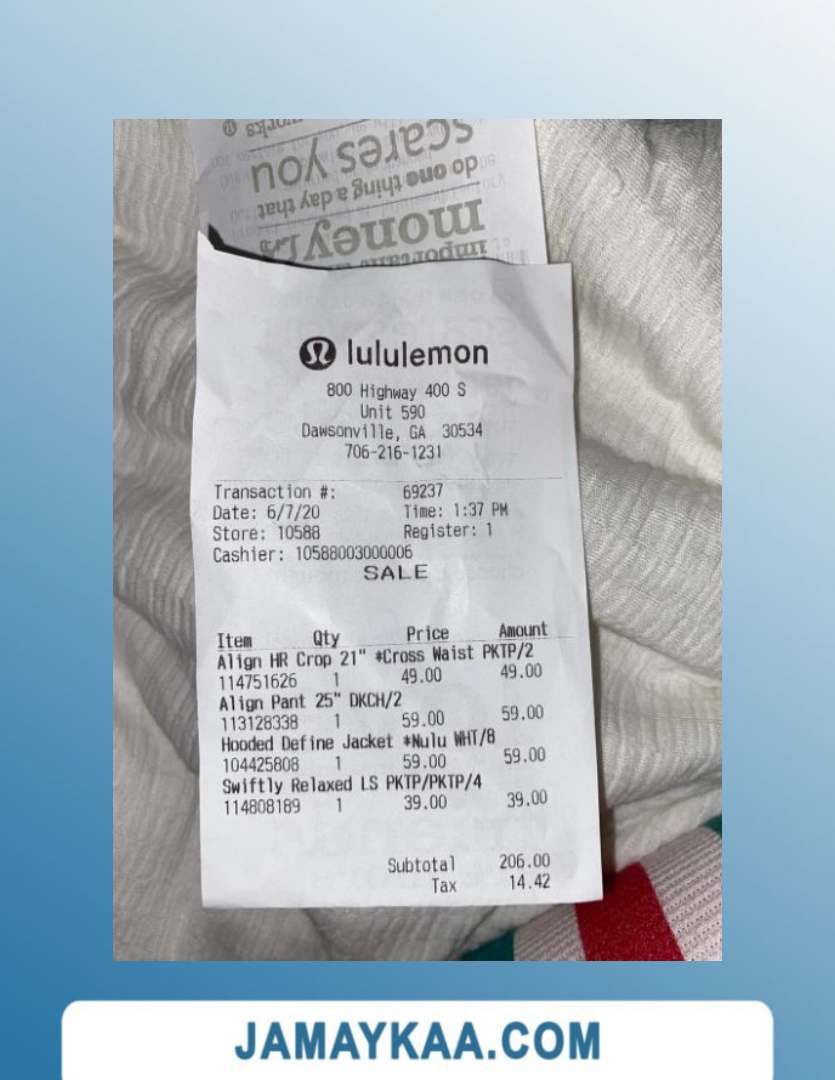 works
scares you
do one thing a day that
money
lululemon
800 Highway 400 S
Unit 590
Dawsonville, GA 30534
706-216-1231
Transaction #: 69237
Date: 6/7/20 Time: 1:37 PM
Store: 10588 Register: 1
Cashier: 10588003000006
SALE
Item Qty Price Amount
Align HR Crop 21" *Cross Waist PKTP/2
114751626 1 49.00 49.00
Align Pant 25" DKCH/2
113128338 1 59.00 59.00
Hooded Define Jacket *Nulu WHT/8
104425808 1 59.00 59.00
Swiftly Relaxed LS PKTP/PKTP/4
114808189 1 39.00 39.00
Subtotal 206.00
Tax 14.42
JAMAYKAA.COM